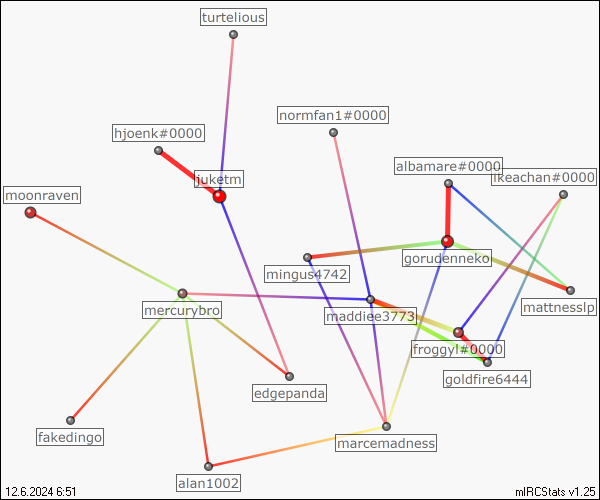 turtelious
normfan1#0000
hjoenk#0000
albamare#0000
ikeachan#0000
juketm
moonraven
gorudenneko
mingus4742
mattnesslp
mercurybro
maddiee3773
froggyl#0000
goldfire6444
edgepanda
fakedingo
marcemadness
alan1002
12.6.2024 6:51
mIRCStats v1.25